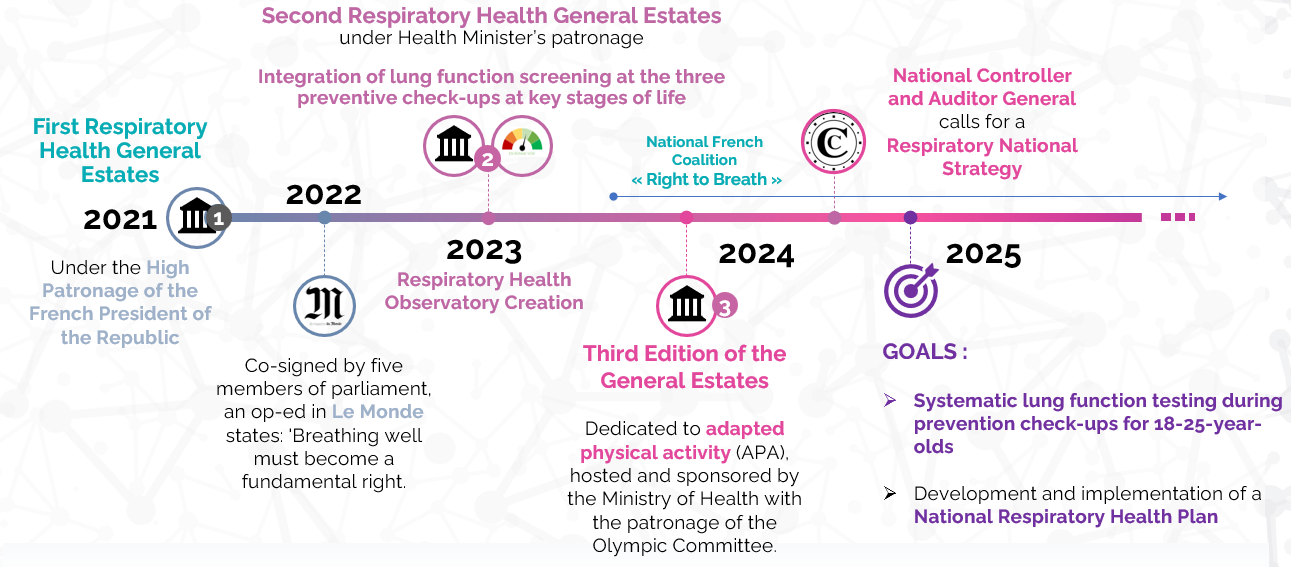 Second Respiratory Health General Estates
under Health Minister's patronage
Integration of lung function screening at the three
preventive check-ups at key stages of life
First Respiratory
Health General
Estates
2021
1
Under the High
Patronage of the
French President of
the Republic
2022
M
Co-signed by five
members of parliament,
an op-ed in Le Monde
states: 'Breathing well
must become a
fundamental right.
2
2023
Respiratory Health
Observatory Creation
National French
Coalition
« Right to Breath »
3
Third Edition of the
General Estates
Dedicated to adapted
physical activity (APA),
hosted and sponsored by
the Ministry of Health with
the patronage of the
Olympic Committee.
2024
CC
National Controller
and Auditor General
calls for a
Respiratory National
Strategy
2025
GOALS :
➢ Systematic lung function testing during
prevention check-ups for 18-25-year-
olds
➢ Development and implementation of a
National Respiratory Health Plan